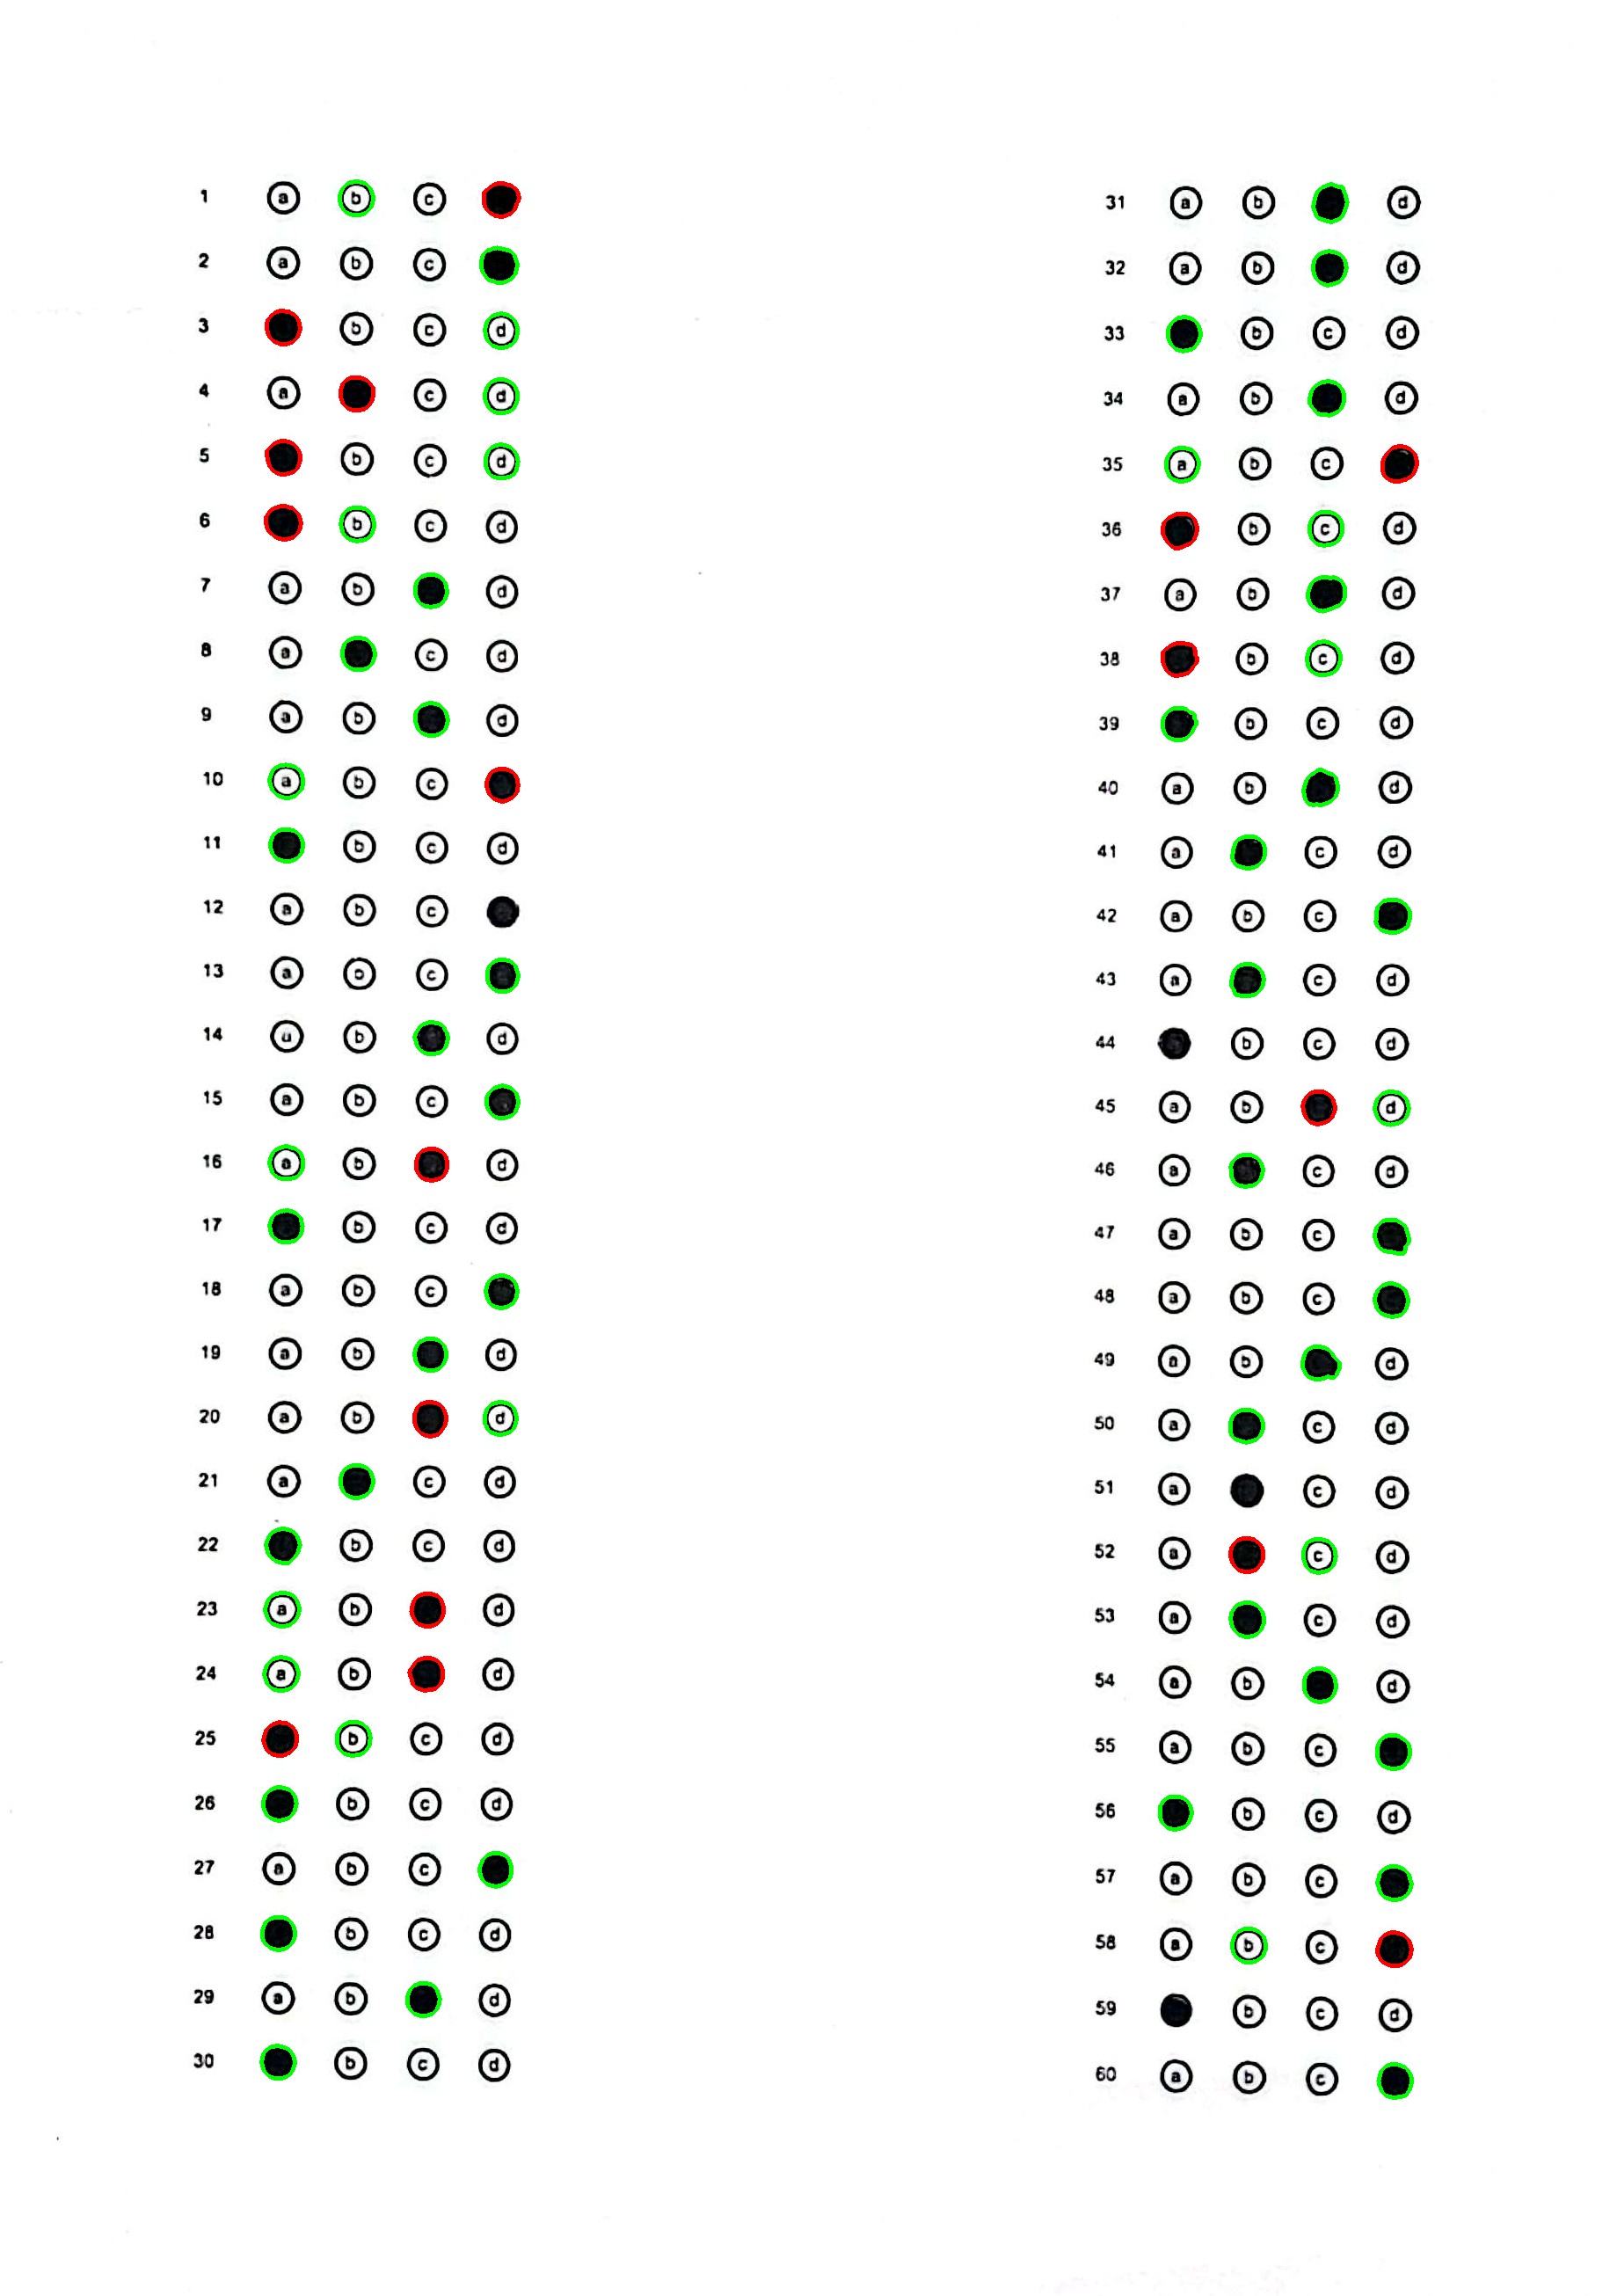 1 a b c
2 a b c
3 b c d
4 a c d
5 b c d
6 b c d
7 a b d
8 a c d
9 a b d
10 a b c
11 b c d
12 a b c
13 a b c
14 a b d
15 a b c
16 a b d
17 b c d
18 a b c
19 a b d
20 a b d
21 a c d
22 b c d
23 a b d
24 a b d
25 b c d
26 b c d
27 a b c
28 b c d
29 a b d
30 b c d
31 a b d
32 a b d
33 b c d
34 a b d
35 a b c
36 b c d
37 a b d
38 b c d
39 b c d
40 a b d
41 a c d
42 a b c
43 a c d
44 b c d
45 a b d
46 a c d
47 a b c
48 a b c
49 a b d
50 a c d
51 a c d
52 a c d
53 a c d
54 a b d
55 a b c
56 b c d
57 a b c
58 a b c
59 b c d
60 a b c